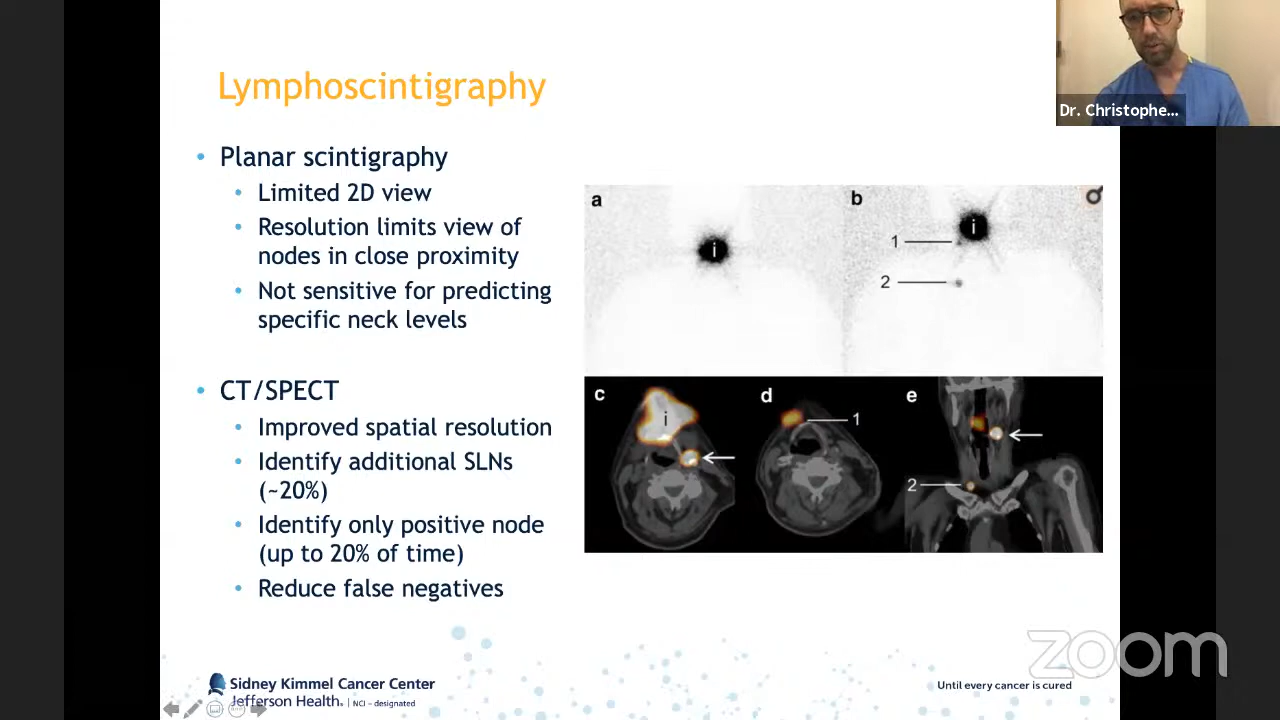 Lymphoscintigraphy
Dr. Christophe...
• Planar scintigraphy
• Limited 2D view
• Resolution limits view of
nodes in close proximity
• Not sensitive for predicting
specific neck levels
• CT/SPECT
• Improved spatial resolution
• Identify additional SLNs
(~20%)
• Identify only positive node
(up to 20% of time)
• Reduce false negatives
a
i
b
i
1
2
c
i
d
1
e
2
Sidney Kimmel Cancer Center
Jefferson Health. | NCI – designated
Until every cancer is cured
zoom